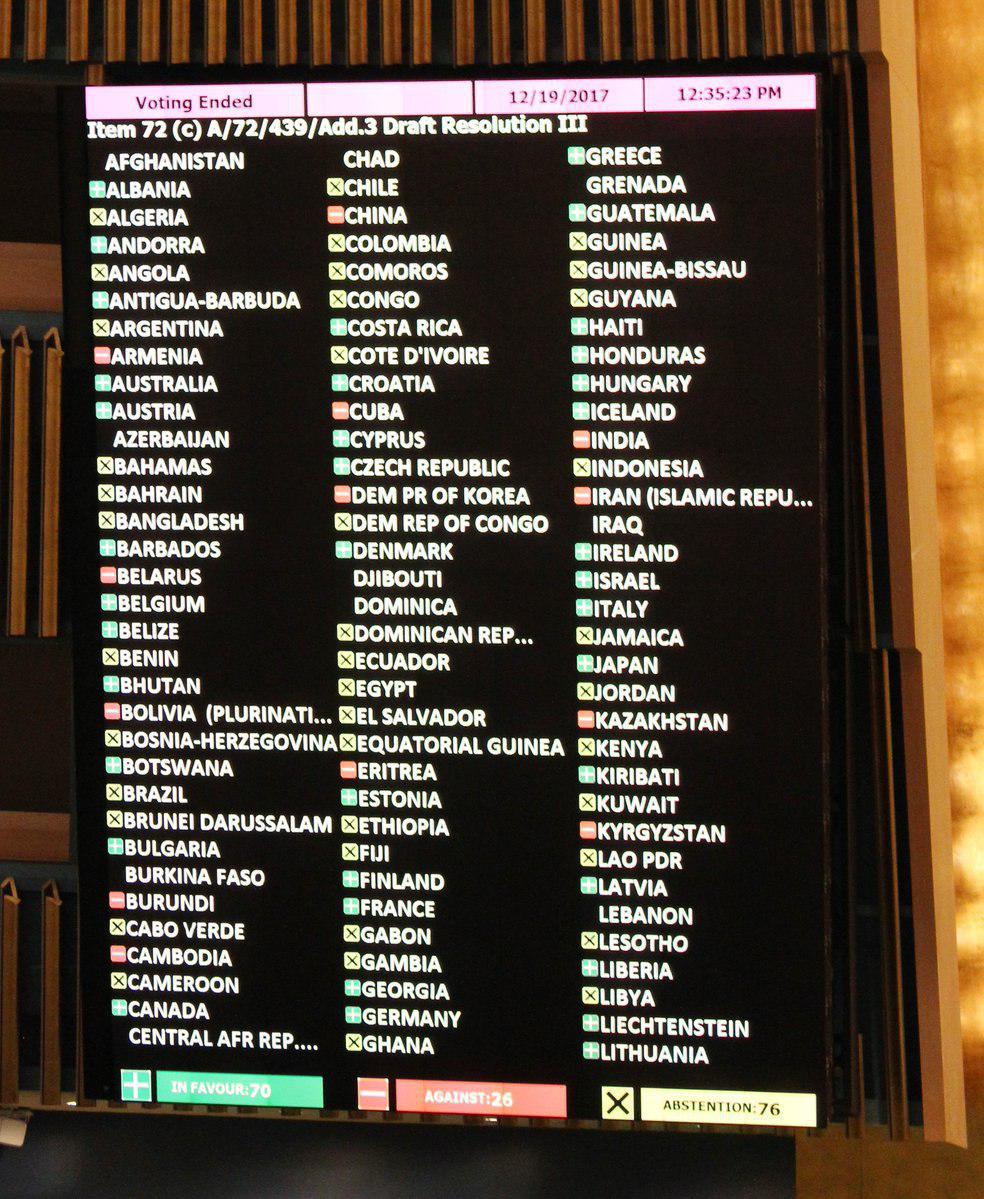 Voting Ended
12/19/2017
12:35:23 PM
Item 72 (c) A/72/439/Add.3 Draft Resolution III
AFGHANISTAN
ALBANIA
ALGERIA
ANDORRA
ANGOLA
ANTIGUA-BARBUDA
ARGENTINA
ARMENIA
AUSTRALIA
AUSTRIA
AZERBAIJAN
BAHAMAS
BAHRAIN
BANGLADESH
BARBADOS
BELARUS
BELGIUM
BELIZE
BENIN
BHUTAN
BOLIVIA (PLURINATI...
BOSNIA-HERZEGOVINA
BOTSWANA
BRAZIL
BRUNEI DARUSSALAM
BULGARIA
BURKINA FASO
BURUNDI
CABO VERDE
CAMBODIA
CAMEROON
CANADA
CENTRAL AFR REP....
CHAD
CHILE
CHINA
COLOMBIA
COMOROS
CONGO
COSTA RICA
COTE D'IVOIRE
CROATIA
CUBA
CYPRUS
CZECH REPUBLIC
DEM PR OF KOREA
DEM REP OF CONGO
DENMARK
DJIBOUTI
DOMINICA
DOMINICAN REP...
ECUADOR
EGYPT
EL SALVADOR
EQUATORIAL GUINEA
ERITREA
ESTONIA
ETHIOPIA
FIJI
FINLAND
FRANCE
GABON
GAMBIA
GEORGIA
GERMANY
GHANA
GREECE
GRENADA
GUATEMALA
GUINEA
GUINEA-BISSAU
GUYANA
HAITI
HONDURAS
HUNGARY
ICELAND
INDIA
INDONESIA
IRAN (ISLAMIC REPU...
IRAQ
IRELAND
ISRAEL
ITALY
JAMAICA
JAPAN
JORDAN
KAZAKHSTAN
KENYA
KIRIBATI
KUWAIT
KYRGYZSTAN
LAO PDR
LATVIA
LEBANON
LESOTHO
LIBERIA
LIBYA
LIECHTENSTEIN
LITHUANIA
IN FAVOUR:70
AGAINST:26
ABSTENTION:76